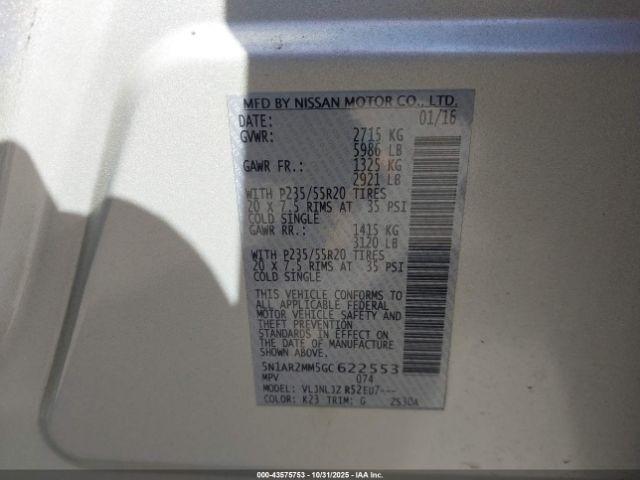 MFD BY NISSAN MOTOR CO., LTD.
DATE: 01/16
GVWR: 2715 KG
5986 LB
GAWR FR.: 1325 KG
2921 LB
WITH P235/55R20 TIRES
20 X 7.5 RIMS AT 35 PSI
COLD SINGLE
GAWR RR.: 1415 KG
3120 LB
WITH P235/55R20 TIRES
20 X 7.5 RIMS AT 35 PSI
COLD SINGLE
THIS VEHICLE CONFORMS TO
ALL APPLICABLE FEDERAL
MOTOR VEHICLE SAFETY AND
THEFT PREVENTION
STANDARDS IN EFFECT ON
THE DATE OF MANUFACTURE
SHOWN ABOVE.
5N1AR2MM5GC622553
MPV 074
MODEL: VLJNLJZ R52EU7---
COLOR: K23 TRIM: G 2S30A
000-43575753 - 10/31/2025 - IAA Inc.